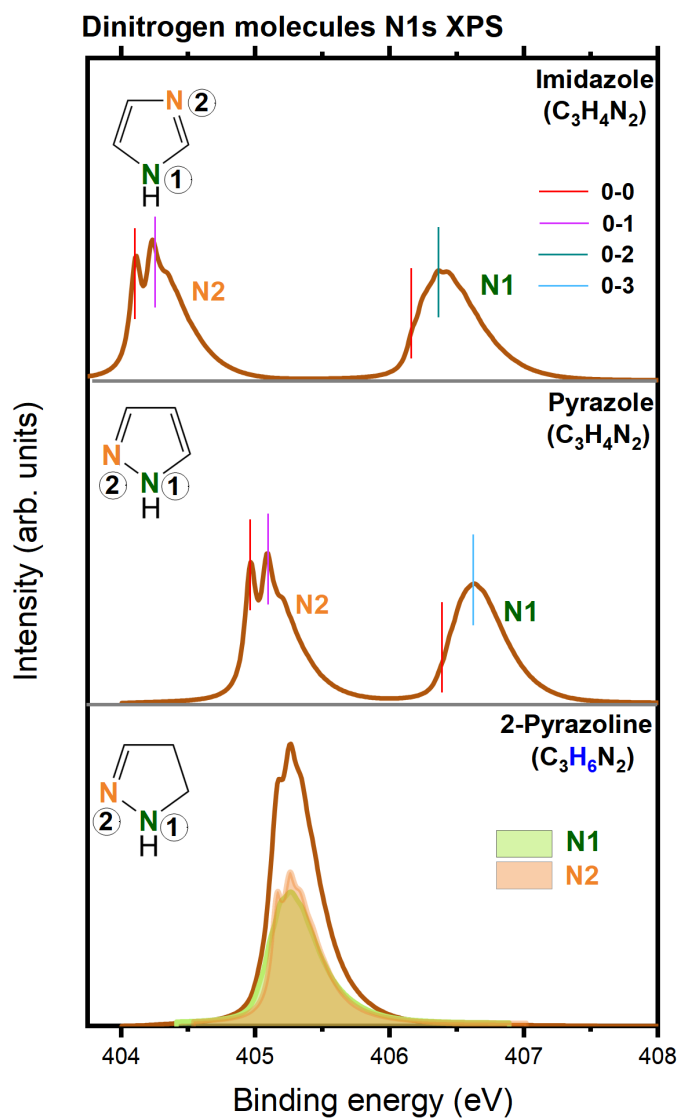 Dinitrogen molecules N1s XPS
Imidazole
(C₃H₄N₂)
N 2
N 1
H
0-0
0-1
0-2
0-3
N2
N1
Pyrazole
(C₃H₄N₂)
N
2 N 1
H
N2
N1
2-Pyrazoline
(C₃H₆N₂)
N
2 N 1
H
N1
N2
Intensity (arb. units)
404 405 406 407 408
Binding energy (eV)